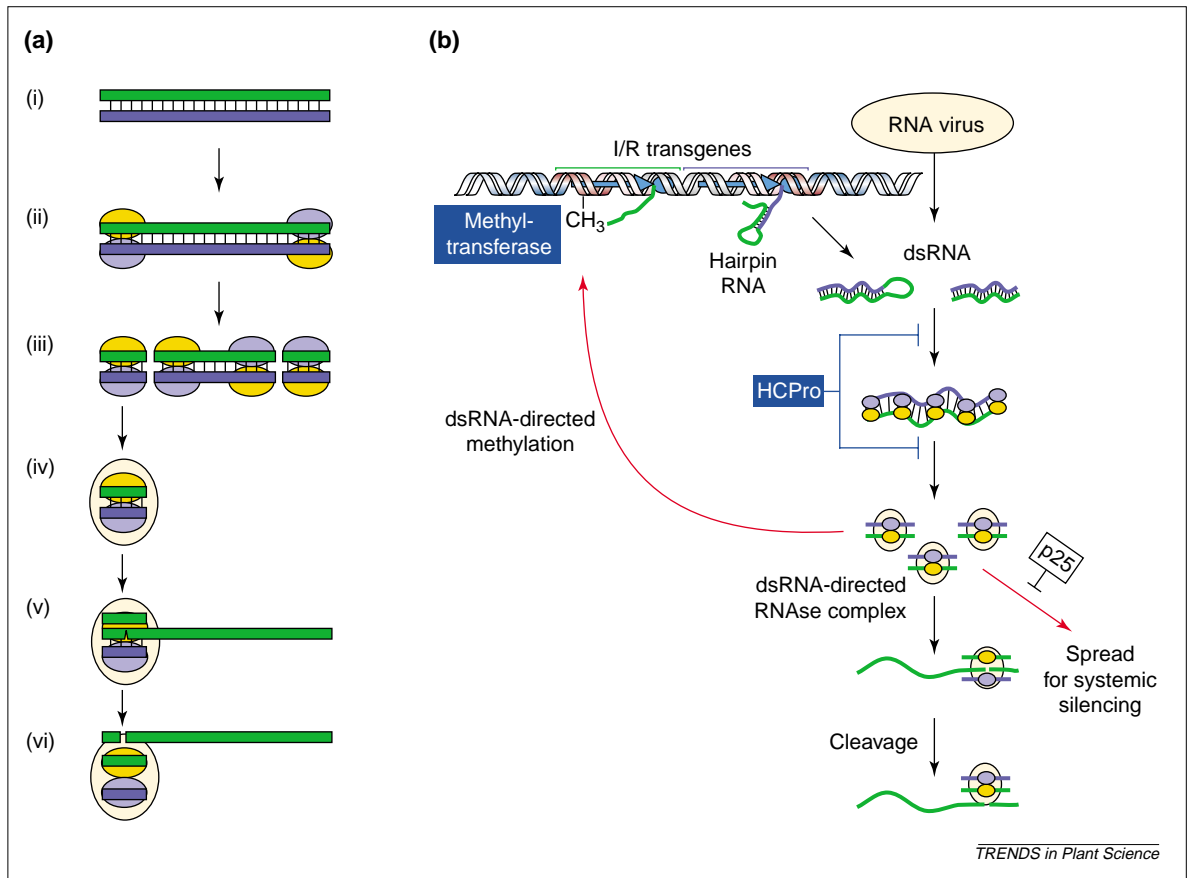 (a)
(i)
(ii)
(iii)
(iv)
(v)
(vi)
(b)
RNA virus
I/R transgenes
CH3
Methyl-
transferase
Hairpin
RNA
dsRNA
HCPro
dsRNA-directed
methylation
dsRNA-directed
RNAse complex
p25
Spread
for systemic
silencing
Cleavage
TRENDS in Plant Science